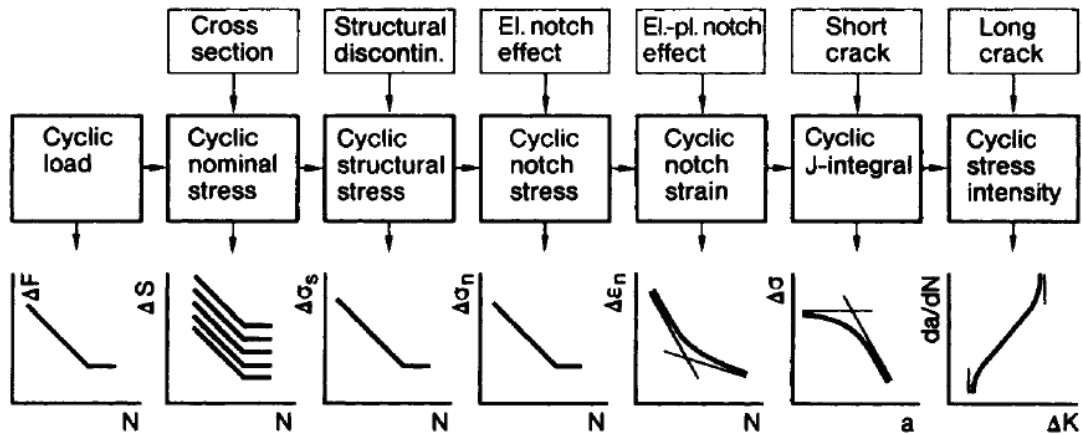 Cross
section
Structural
discontin.
El. notch
effect
El.-pl. notch
effect
Short
crack
Long
crack
Cyclic
load
Cyclic
nominal
stress
Cyclic
structural
stress
Cyclic
notch
stress
Cyclic
notch
strain
Cyclic
J-integral
Cyclic
stress
intensity
ΔF
N
ΔS
N
Δσs
N
Δσn
N
Δεn
N
Δσ
a
da/dN
ΔK